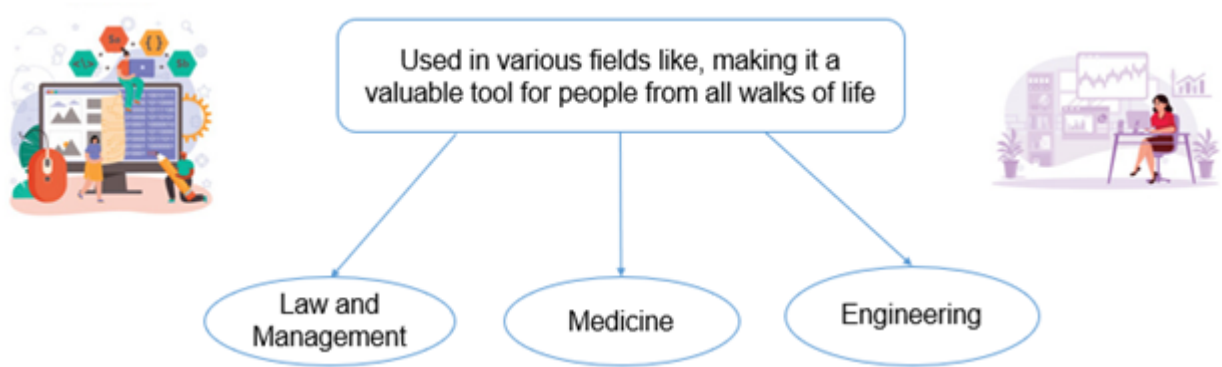 Used in various fields like, making it a
valuable tool for people from all walks of life
Law and
Management
Medicine
Engineering